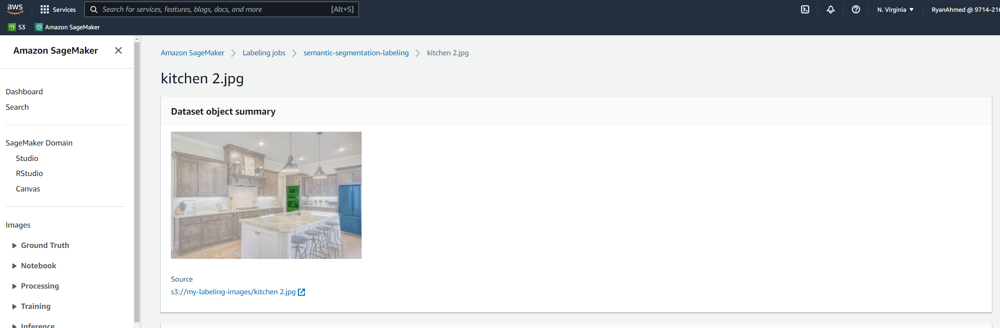 aws
Services
Search for services, features, blogs, docs, and more
[Alt+S]
N. Virginia
RyanAhmed @ 9714-216
S3
Amazon SageMaker
Amazon SageMaker
Dashboard
Search
SageMaker Domain
Studio
RStudio
Canvas
Images
Ground Truth
Notebook
Processing
Training
Inference
Amazon SageMaker
Labeling jobs
semantic-segmentation-labeling
kitchen 2.jpg
kitchen 2.jpg
Dataset object summary
Source
s3://my-labeling-images/kitchen 2.jpg